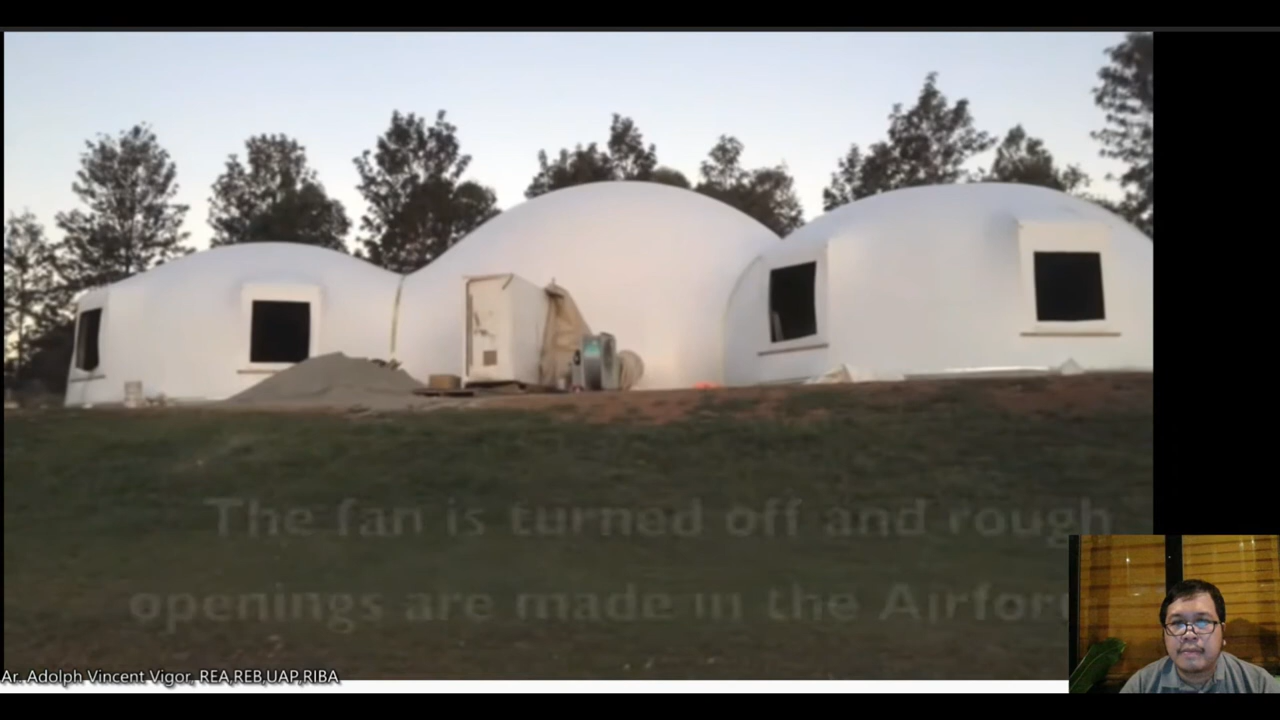 The fan is turned off and rough
openings are made in the Airfor
Ar. Adolph Vincent Vigor, REA,REB,UAP,RIBA